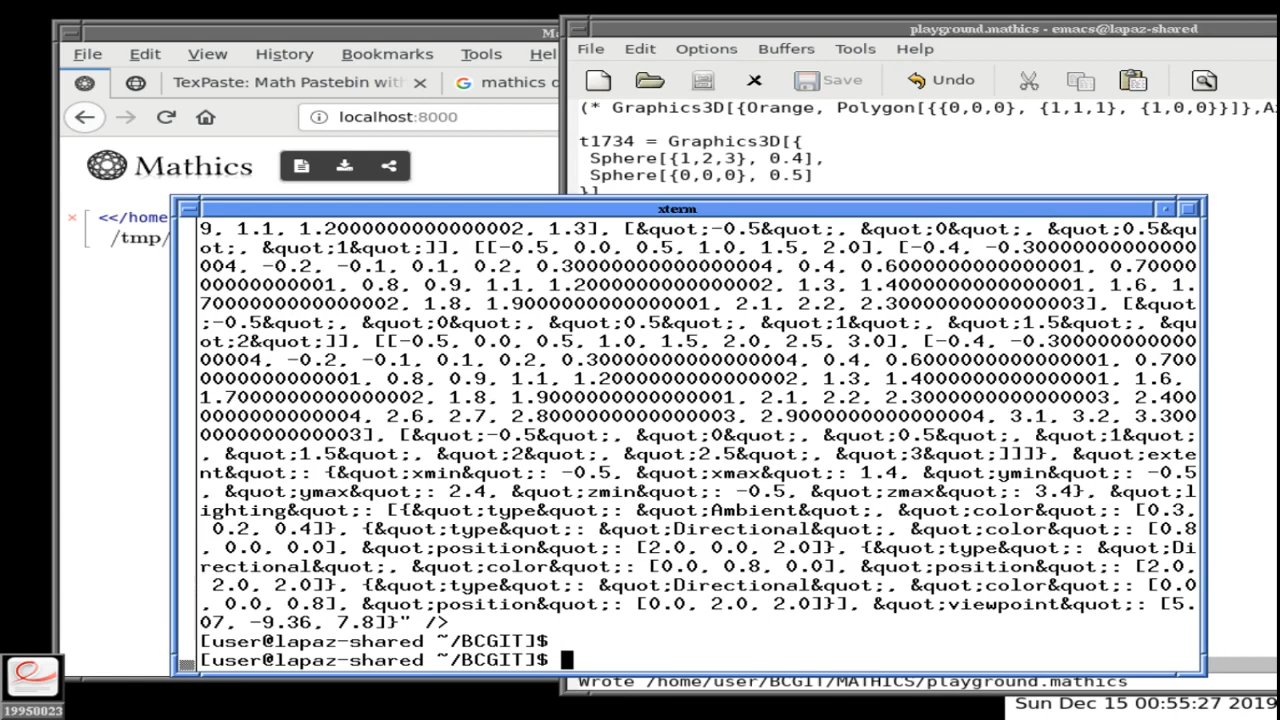 Ma
File Edit View History Bookmarks Tools Hel
TexPaste: Math Pastebin with
mathics o
localhost:8000
Mathics
<</home
/tmp/
playground.mathics - emacs@lapaz-shared
File Edit Options Buffers Tools Help
Save Undo
(* Graphics3D[{Orange, Polygon[{{0,0,0}, {1,1,1}, {1,0,0}}]},A
t1734 = Graphics3D[{
Sphere[{1,2,3}, 0.4],
Sphere[{0,0,0}, 0.5]
}]
xterm
9, 1.1, 1.2000000000000002, 1.3], [&quot;-0.5&quot;, &quot;0&quot;, &quot;0.5&qu
ot;, &quot;1&quot;]], [[-0.5, 0.0, 0.5, 1.0, 1.5, 2.0], [-0.4, -0.30000000000000
004, -0.2, -0.1, 0.1, 0.2, 0.30000000000000004, 0.4, 0.6000000000000001, 0.70000
00000000001, 0.8, 0.9, 1.1, 1.2000000000000002, 1.3, 1.4000000000000001, 1.6, 1.
7000000000000002, 1.8, 1.9000000000000001, 2.1, 2.2, 2.3000000000000003], [&quot
;-0.5&quot;, &quot;0&quot;, &quot;0.5&quot;, &quot;1&quot;, &quot;1.5&quot;, &qu
ot;2&quot;]], [[-0.5, 0.0, 0.5, 1.0, 1.5, 2.0, 2.5, 3.0], [-0.4, -0.300000000000
00004, -0.2, -0.1, 0.1, 0.2, 0.30000000000000004, 0.4, 0.6000000000000001, 0.700
0000000000001, 0.8, 0.9, 1.1, 1.2000000000000002, 1.3, 1.4000000000000001, 1.6,
1.7000000000000002, 1.8, 1.9000000000000001, 2.1, 2.2, 2.3000000000000003, 2.400
0000000000004, 2.6, 2.7, 2.8000000000000003, 2.9000000000000004, 3.1, 3.2, 3.300
0000000000003], [&quot;-0.5&quot;, &quot;0&quot;, &quot;0.5&quot;, &quot;1&quot;
, &quot;1.5&quot;, &quot;2&quot;, &quot;2.5&quot;, &quot;3&quot;]]]}, &quot;exte
nt&quot;: {&quot;xmin&quot;: -0.5, &quot;xmax&quot;: 1.4, &quot;ymin&quot;: -0.5
, &quot;ymax&quot;: 2.4, &quot;zmin&quot;: -0.5, &quot;zmax&quot;: 3.4}, &quot;l
ighting&quot;: [{&quot;type&quot;: &quot;Ambient&quot;, &quot;color&quot;: [0.3,
0.2, 0.4]}, {&quot;type&quot;: &quot;Directional&quot;, &quot;color&quot;: [0.8
, 0.0, 0.0], &quot;position&quot;: [2.0, 0.0, 2.0]}, {&quot;type&quot;: &quot;Di
rectional&quot;, &quot;color&quot;: [0.0, 0.8, 0.0], &quot;position&quot;: [2.0,
2.0, 2.0]}, {&quot;type&quot;: &quot;Directional&quot;, &quot;color&quot;: [0.0
, 0.0, 0.8], &quot;position&quot;: [0.0, 2.0, 2.0]}], &quot;viewpoint&quot;: [5.
07, -9.36, 7.8]}" />
[user@lapaz-shared ~/BCGIT]$
[user@lapaz-shared ~/BCGIT]$
Wrote /home/user/BCGIT/MATHICS/playground.mathics
Sun Dec 15 00:55:27 2019
19950023